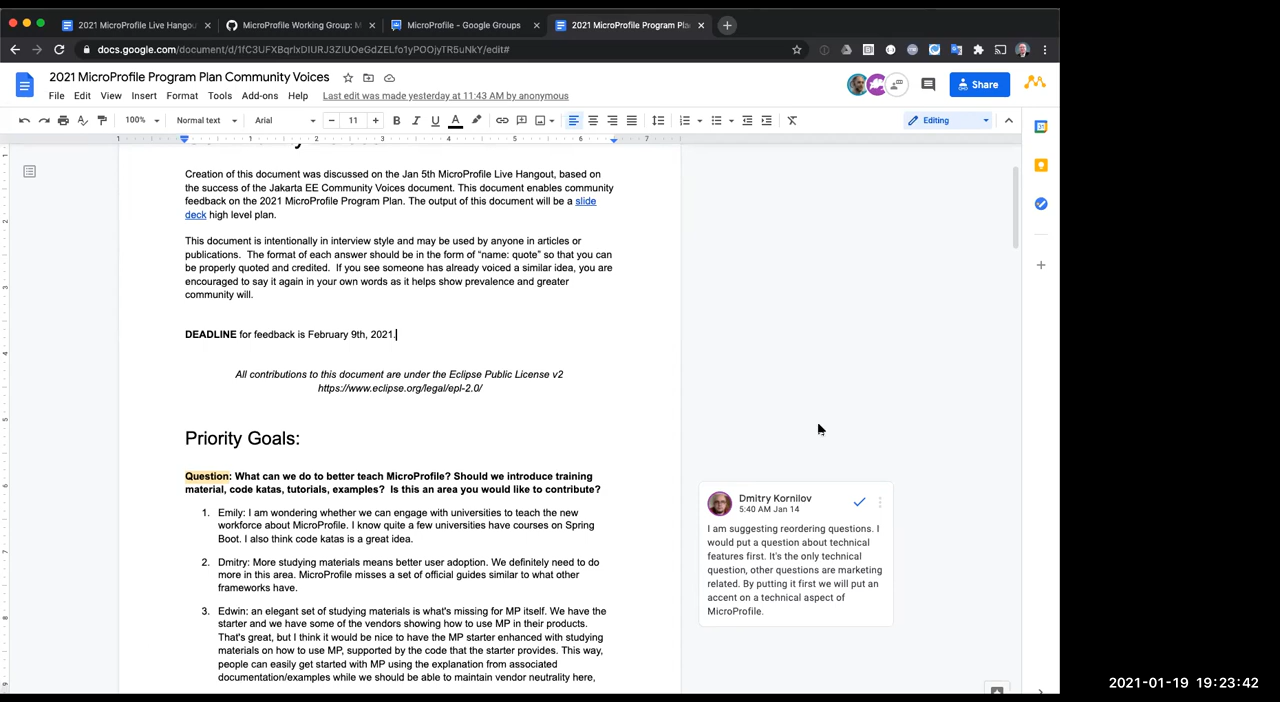 2021 MicroProfile Live Hangou
MicroProfile Working Group: M
MicroProfile - Google Groups
2021 MicroProfile Program Pla
docs.google.com/document/d/1fC3UFXBqrlxDIURJ3ZIUOeGdZELfo1yPOOjyTR5uNkY/edit#
2021 MicroProfile Program Plan Community Voices
File Edit View Insert Format Tools Add-ons Help Last edit was made yesterday at 11:43 AM by anonymous
Share
100% Normal text Arial 11 B I U A Editing
1 1 2 3 4 5 6 7
Creation of this document was discussed on the Jan 5th MicroProfile Live Hangout, based on
the success of the Jakarta EE Community Voices document. This document enables community
feedback on the 2021 MicroProfile Program Plan. The output of this document will be a slide
deck high level plan.
This document is intentionally in interview style and may be used by anyone in articles or
publications. The format of each answer should be in the form of “name: quote” so that you can
be properly quoted and credited. If you see someone has already voiced a similar idea, you are
encouraged to say it again in your own words as it helps show prevalence and greater
community will.
DEADLINE for feedback is February 9th, 2021.
All contributions to this document are under the Eclipse Public License v2
https://www.eclipse.org/legal/epl-2.0/
Priority Goals:
Question: What can we do to better teach MicroProfile? Should we introduce training
material, code katas, tutorials, examples? Is this an area you would like to contribute?
1. Emily: I am wondering whether we can engage with universities to teach the new
workforce about MicroProfile. I know quite a few universities have courses on Spring
Boot. I also think code katas is a great idea.
2. Dmitry: More studying materials means better user adoption. We definitely need to do
more in this area. MicroProfile misses a set of official guides similar to what other
frameworks have.
3. Edwin: an elegant set of studying materials is what's missing for MP itself. We have the
starter and we have some of the vendors showing how to use MP in their products.
That's great, but I think it would be nice to have the MP starter enhanced with studying
materials on how to use MP, supported by the code that the starter provides. This way,
people can easily get started with MP using the explanation from associated
documentation/examples while we should be able to maintain vendor neutrality here,
Dmitry Kornilov
5:40 AM Jan 14
I am suggesting reordering questions. I
would put a question about technical
features first. It's the only technical
question, other questions are marketing
related. By putting it first we will put an
accent on a technical aspect of
MicroProfile.
2021-01-19 19:23:42